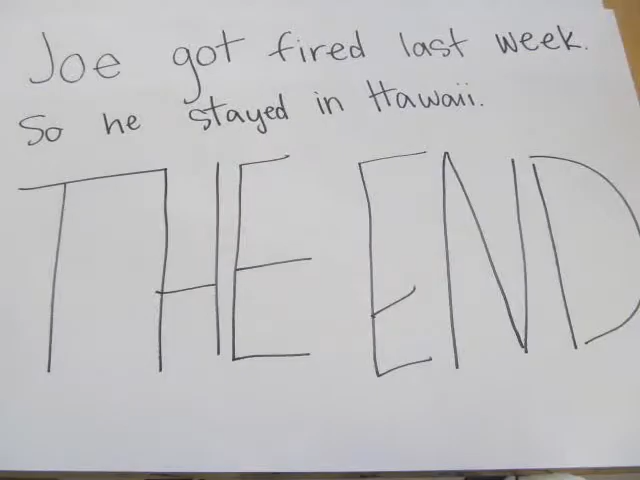 Joe got fired last week.
So he stayed in Hawaii.
THE END